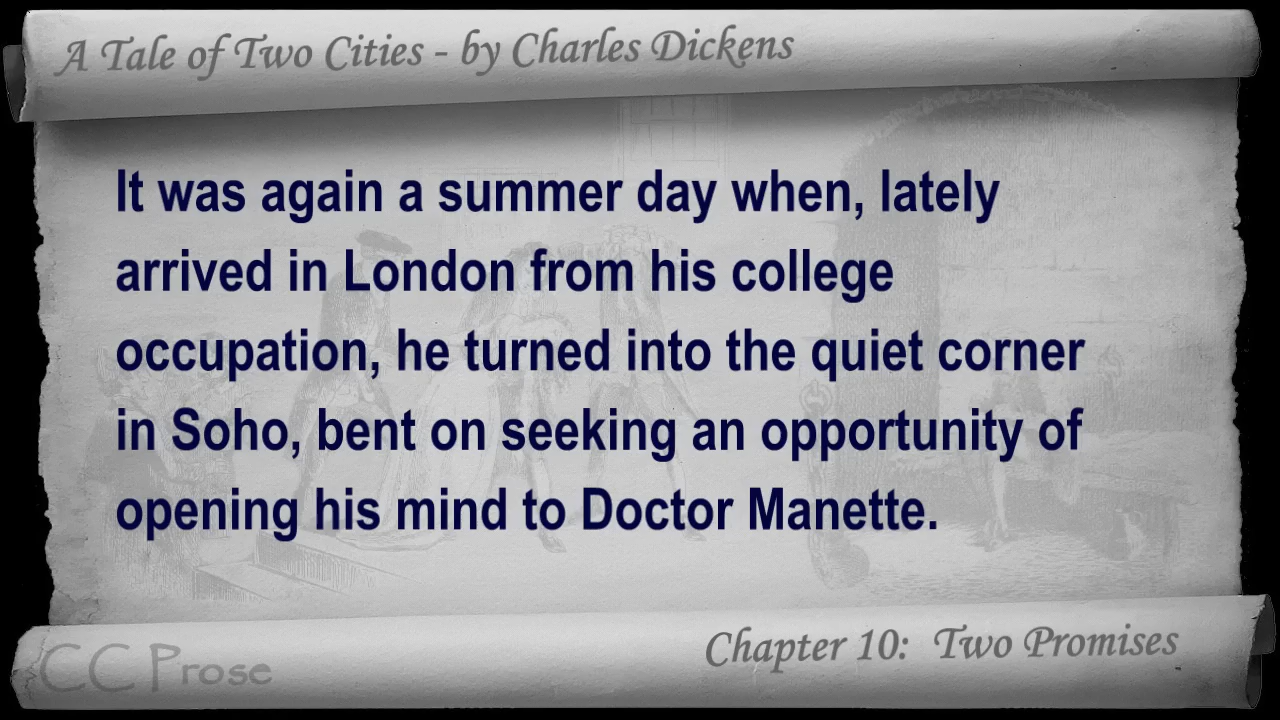 A Tale of Two Cities - by Charles Dickens
It was again a summer day when, lately
arrived in London from his college
occupation, he turned into the quiet corner
in Soho, bent on seeking an opportunity of
opening his mind to Doctor Manette.
Chapter 10: Two Promises
CC Prose